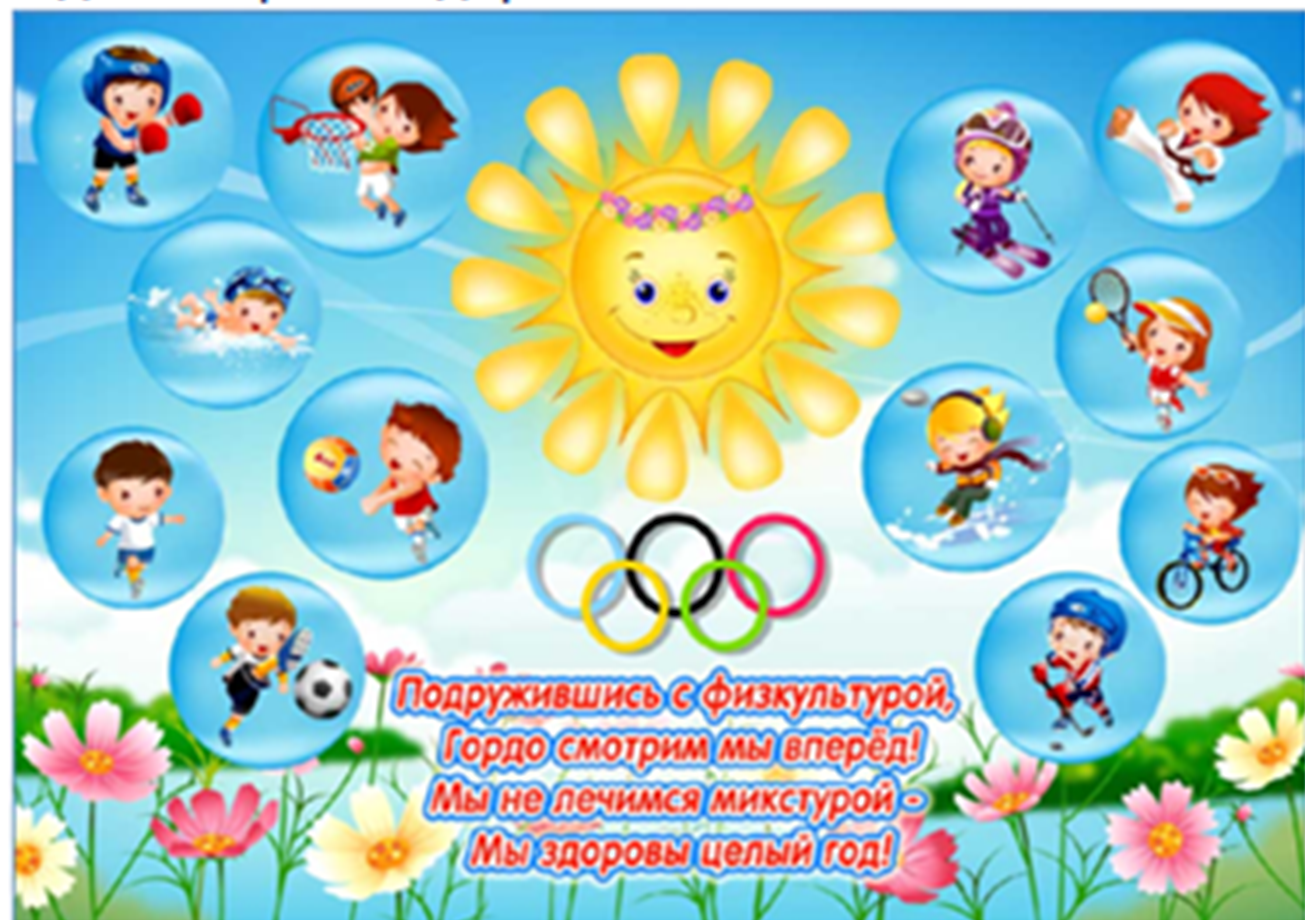 Подружившись с физкультурой,
Гордо смотрим мы вперёд!
Мы не лечимся микстурой -
Мы здоровы целый год!